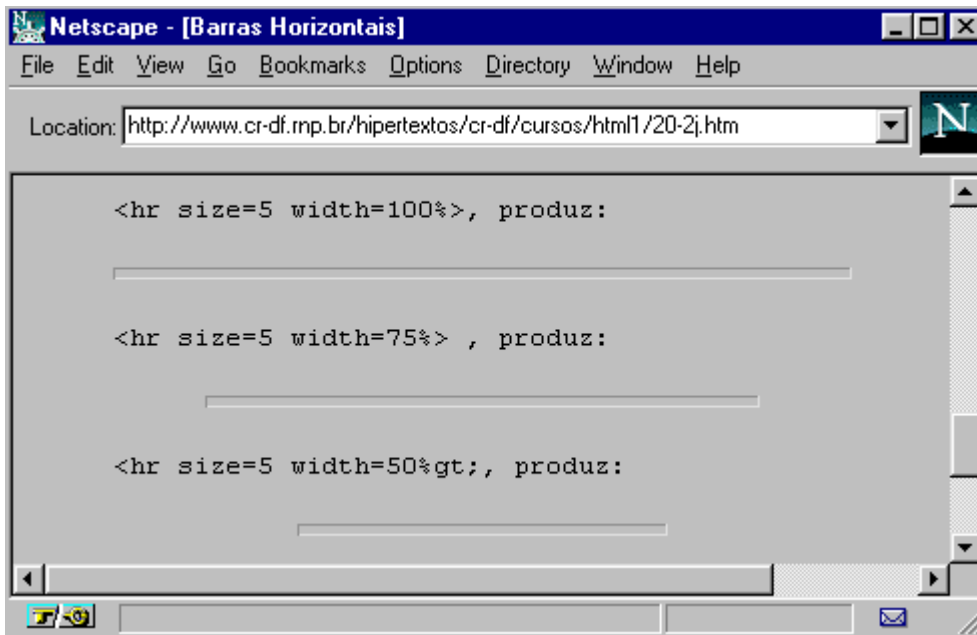 Netscape - [Barras Horizontais]
File Edit View Go Bookmarks Options Directory Window Help
Location: http://www.cr-df.rnp.br/hipertextos/cr-df/cursos/html1/20-2j.htm
N
<hr size=5 width=100%>, produz:
<hr size=5 width=75%> , produz:
<hr size=5 width=50%gt;, produz: